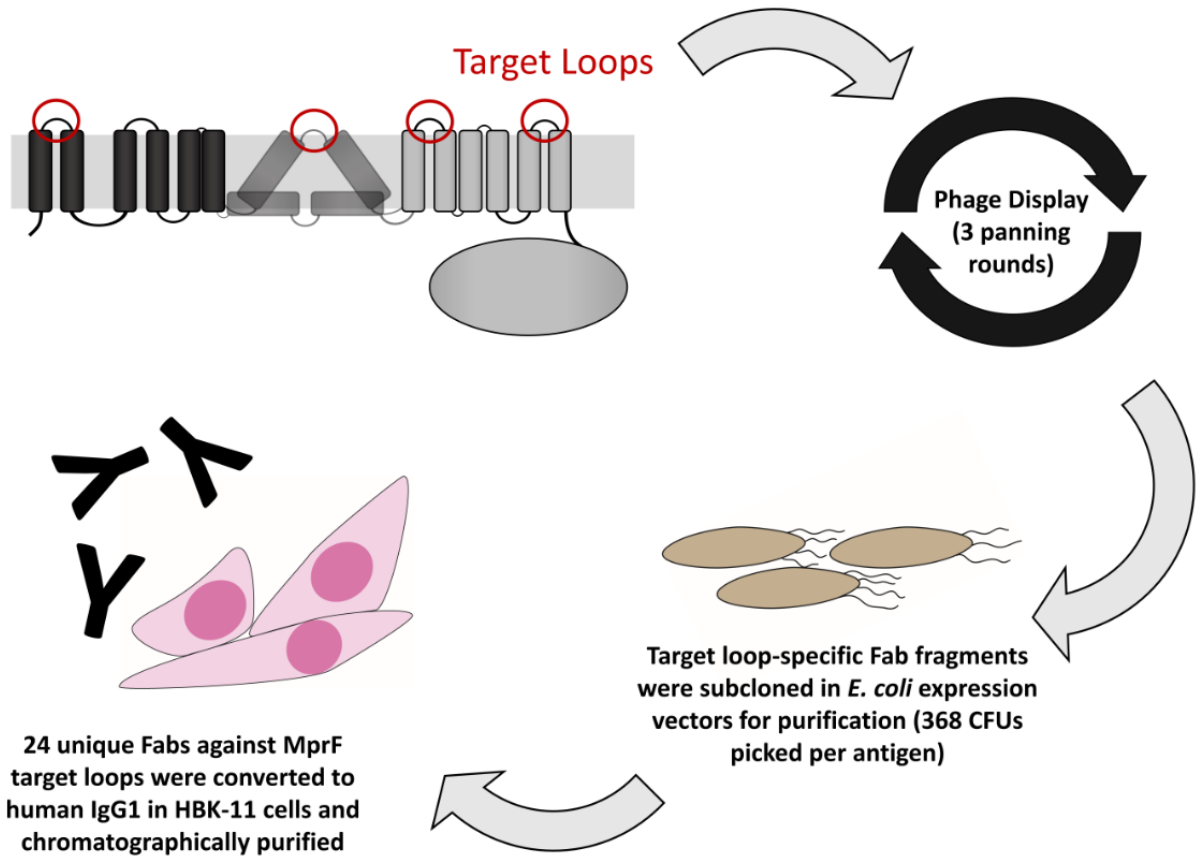 Target Loops
Phage Display
(3 panning
rounds)
Target loop-specific Fab fragments
were subcloned in E. coli expression
vectors for purification (368 CFUs
picked per antigen)
24 unique Fabs against MprF
target loops were converted to
human IgG1 in HBK-11 cells and
chromatographically purified